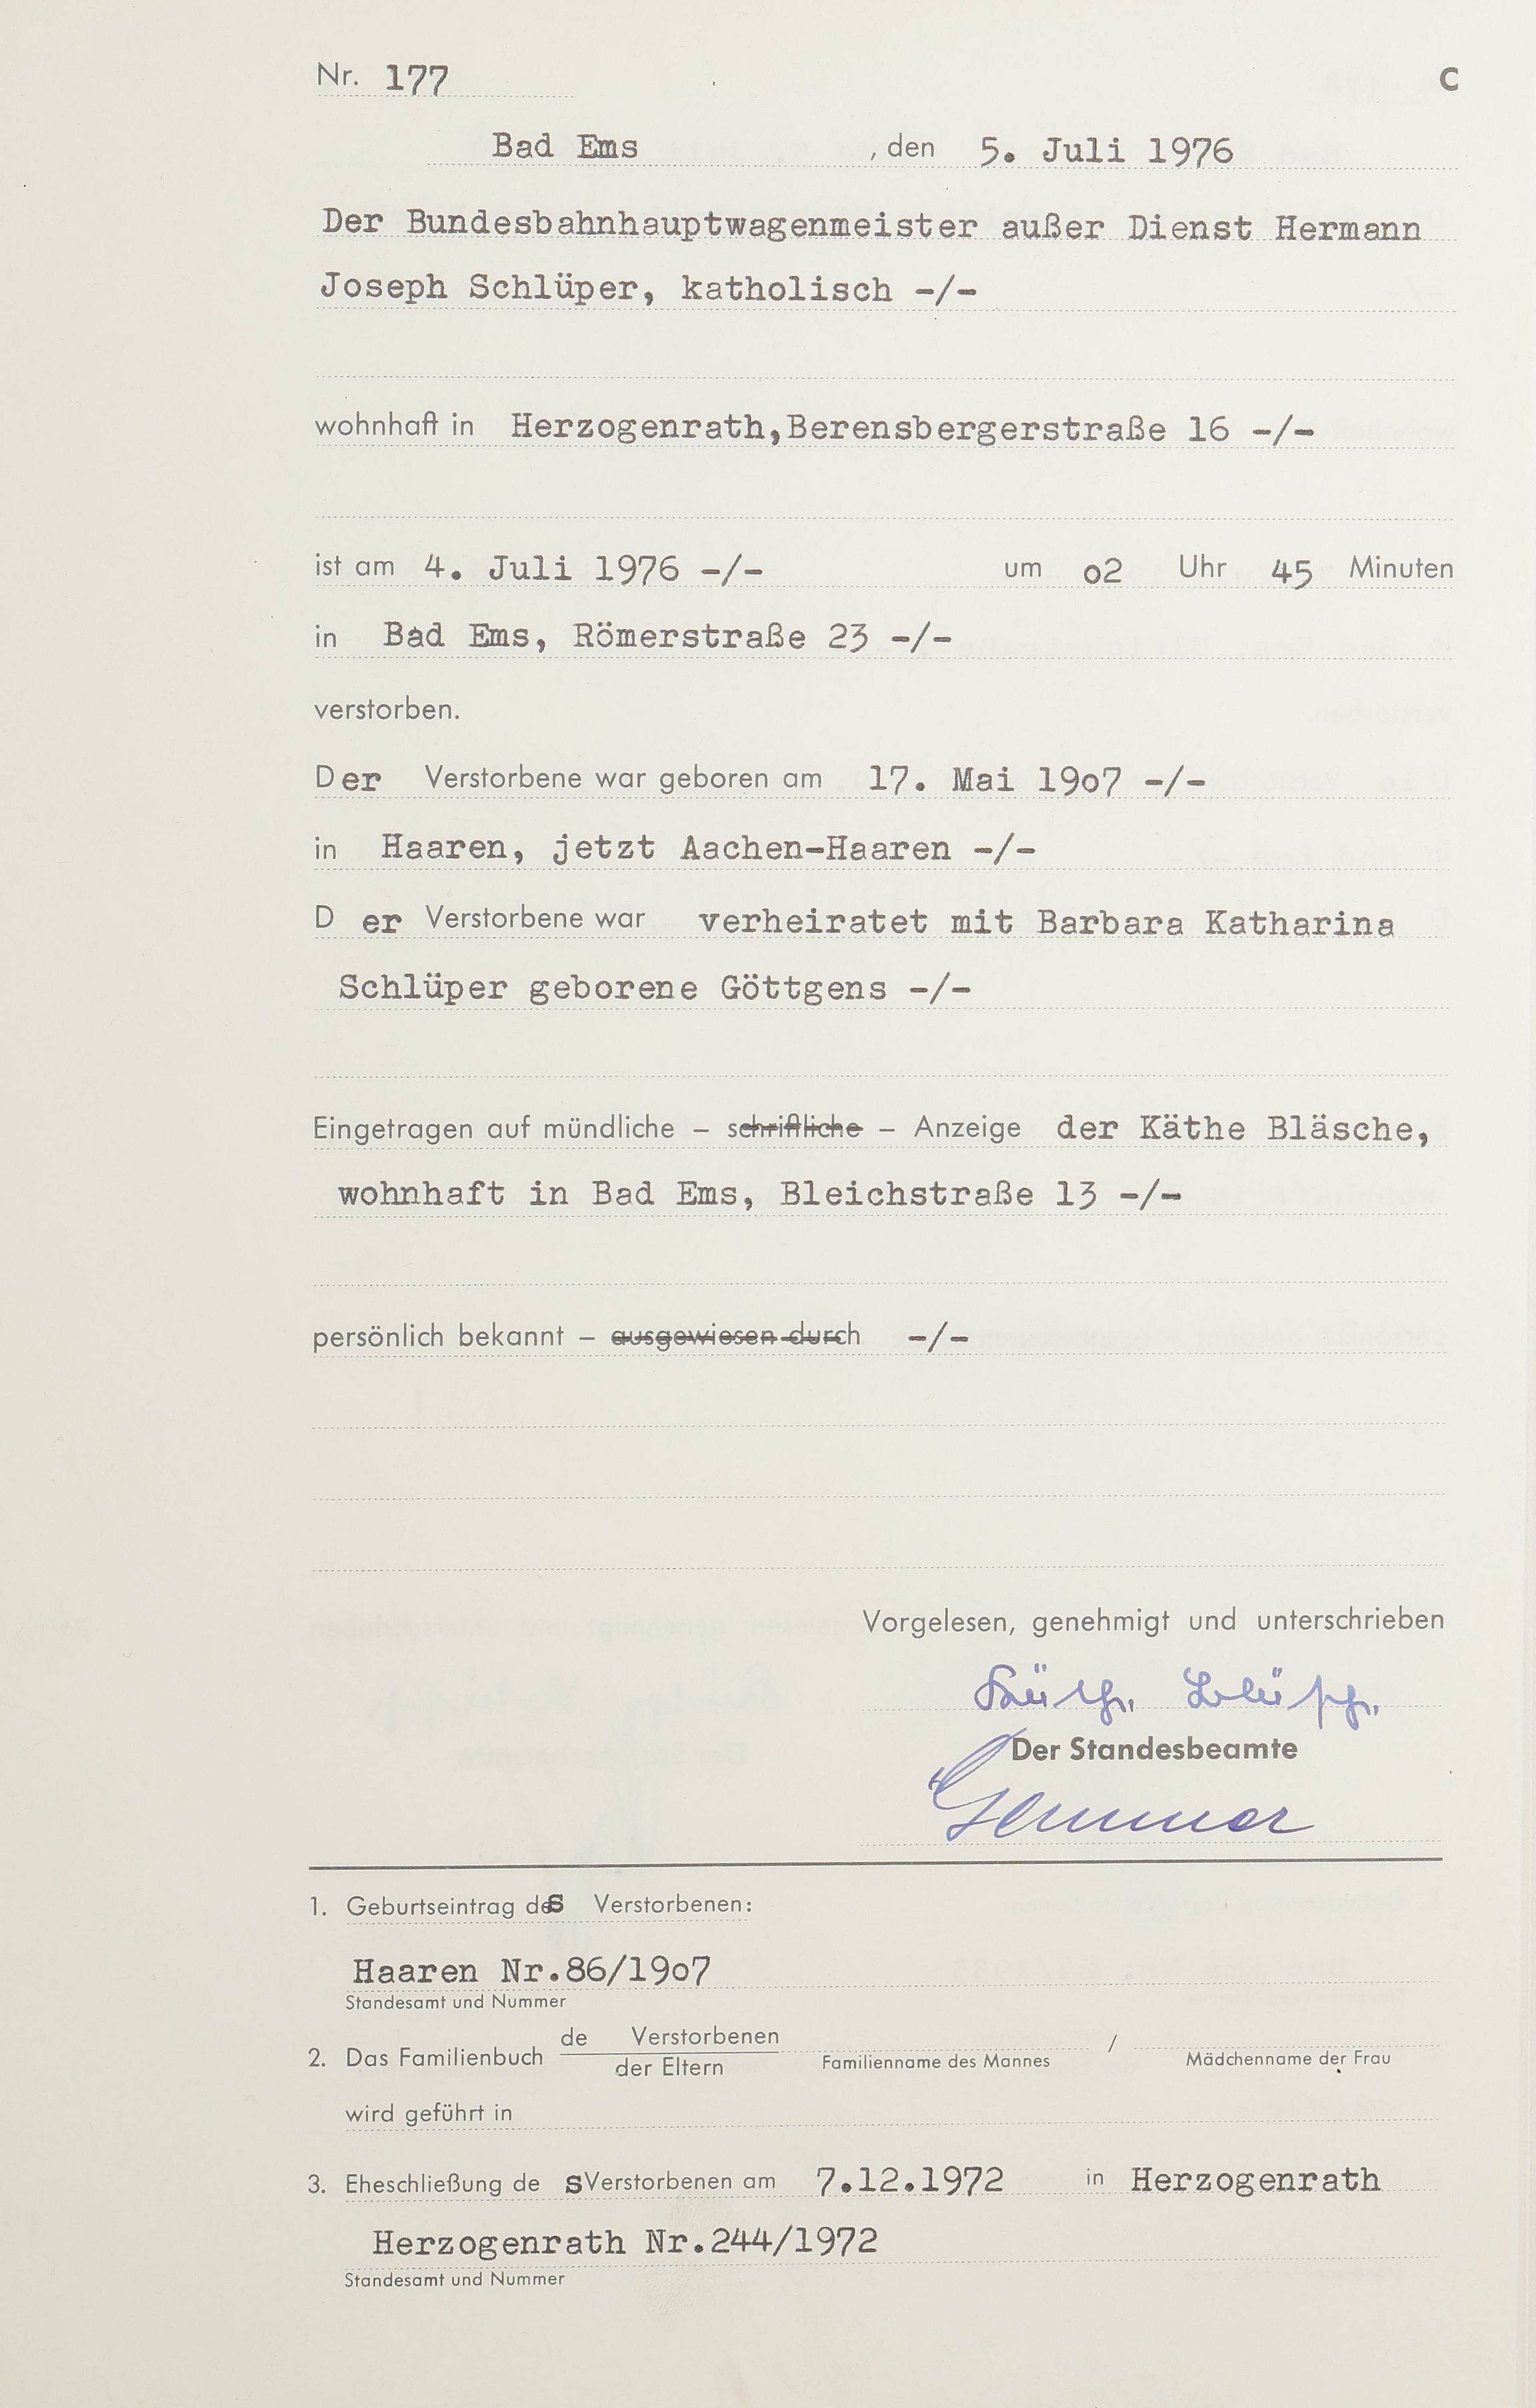 Nr. 177 C
Bad Ems , den 5. Juli 1976
Der Bundesbahnhauptwagenmeister außer Dienst Hermann
Joseph Schlüper, katholisch -/-
wohnhaft in Herzogenrath,Berensbergerstraße 16 -/-
ist am 4. Juli 1976 -/- um o2 Uhr 45 Minuten
in Bad Ems, Römerstraße 23 -/-
verstorben.
Der Verstorbene war geboren am 17. Mai 19o7 -/-
in Haaren, jetzt Aachen-Haaren -/-
D er Verstorbene war verheiratet mit Barbara Katharina
Schlüper geborene Göttgens -/-
Eingetragen auf mündliche – schriftliche – Anzeige der Käthe Bläsche,
wohnhaft in Bad Ems, Bleichstraße 13 -/-
persönlich bekannt – ausgewiesen durch -/-
Vorgelesen, genehmigt und unterschrieben
Der Standesbeamte
1. Geburtseintrag des Verstorbenen:
Haaren Nr.86/19o7
Standesamt und Nummer
2. Das Familienbuch de Verstorbenen
der Eltern
/
Familienname des Mannes Mädchenname der Frau
wird geführt in
3. Eheschließung de sVerstorbenen am 7.12.1972 in Herzogenrath
Herzogenrath Nr.244/1972
Standesamt und Nummer